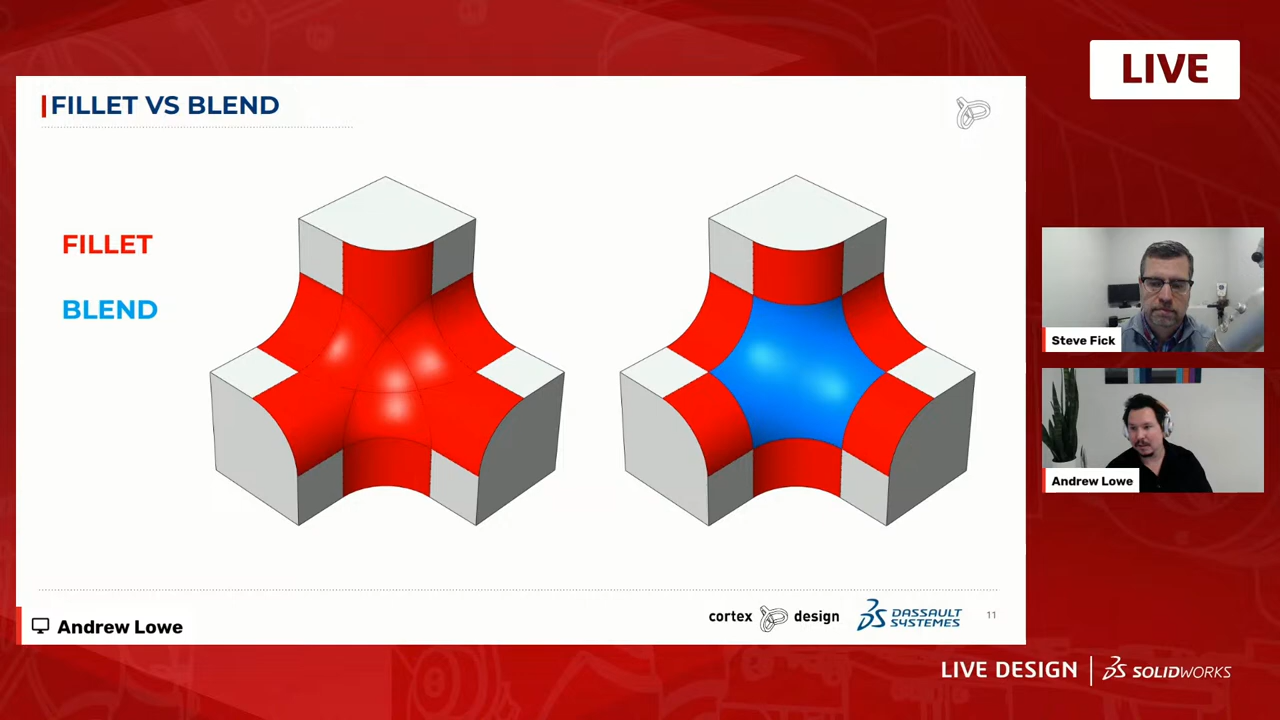 LIVE
FILLET VS BLEND
FILLET
BLEND
Steve Fick
Andrew Lowe
cortex design
DASSAULT SYSTEMES
11
Andrew Lowe
LIVE DESIGN
SOLIDWORKS